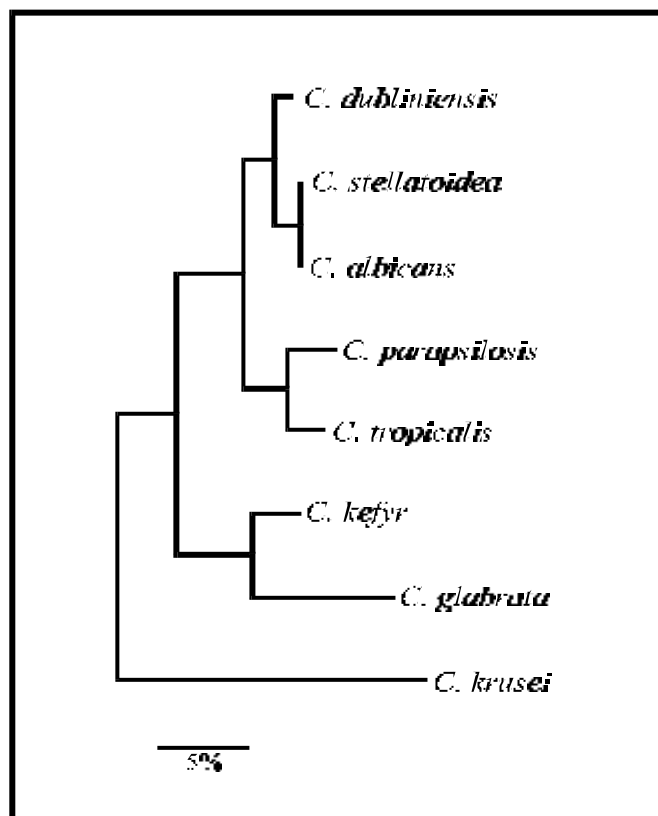 C. dubliniensis
C. stellatoidea
C. albicans
C. parapsilosis
C. tropicalis
C. kefyr
C. glabrata
C. krusei
5%